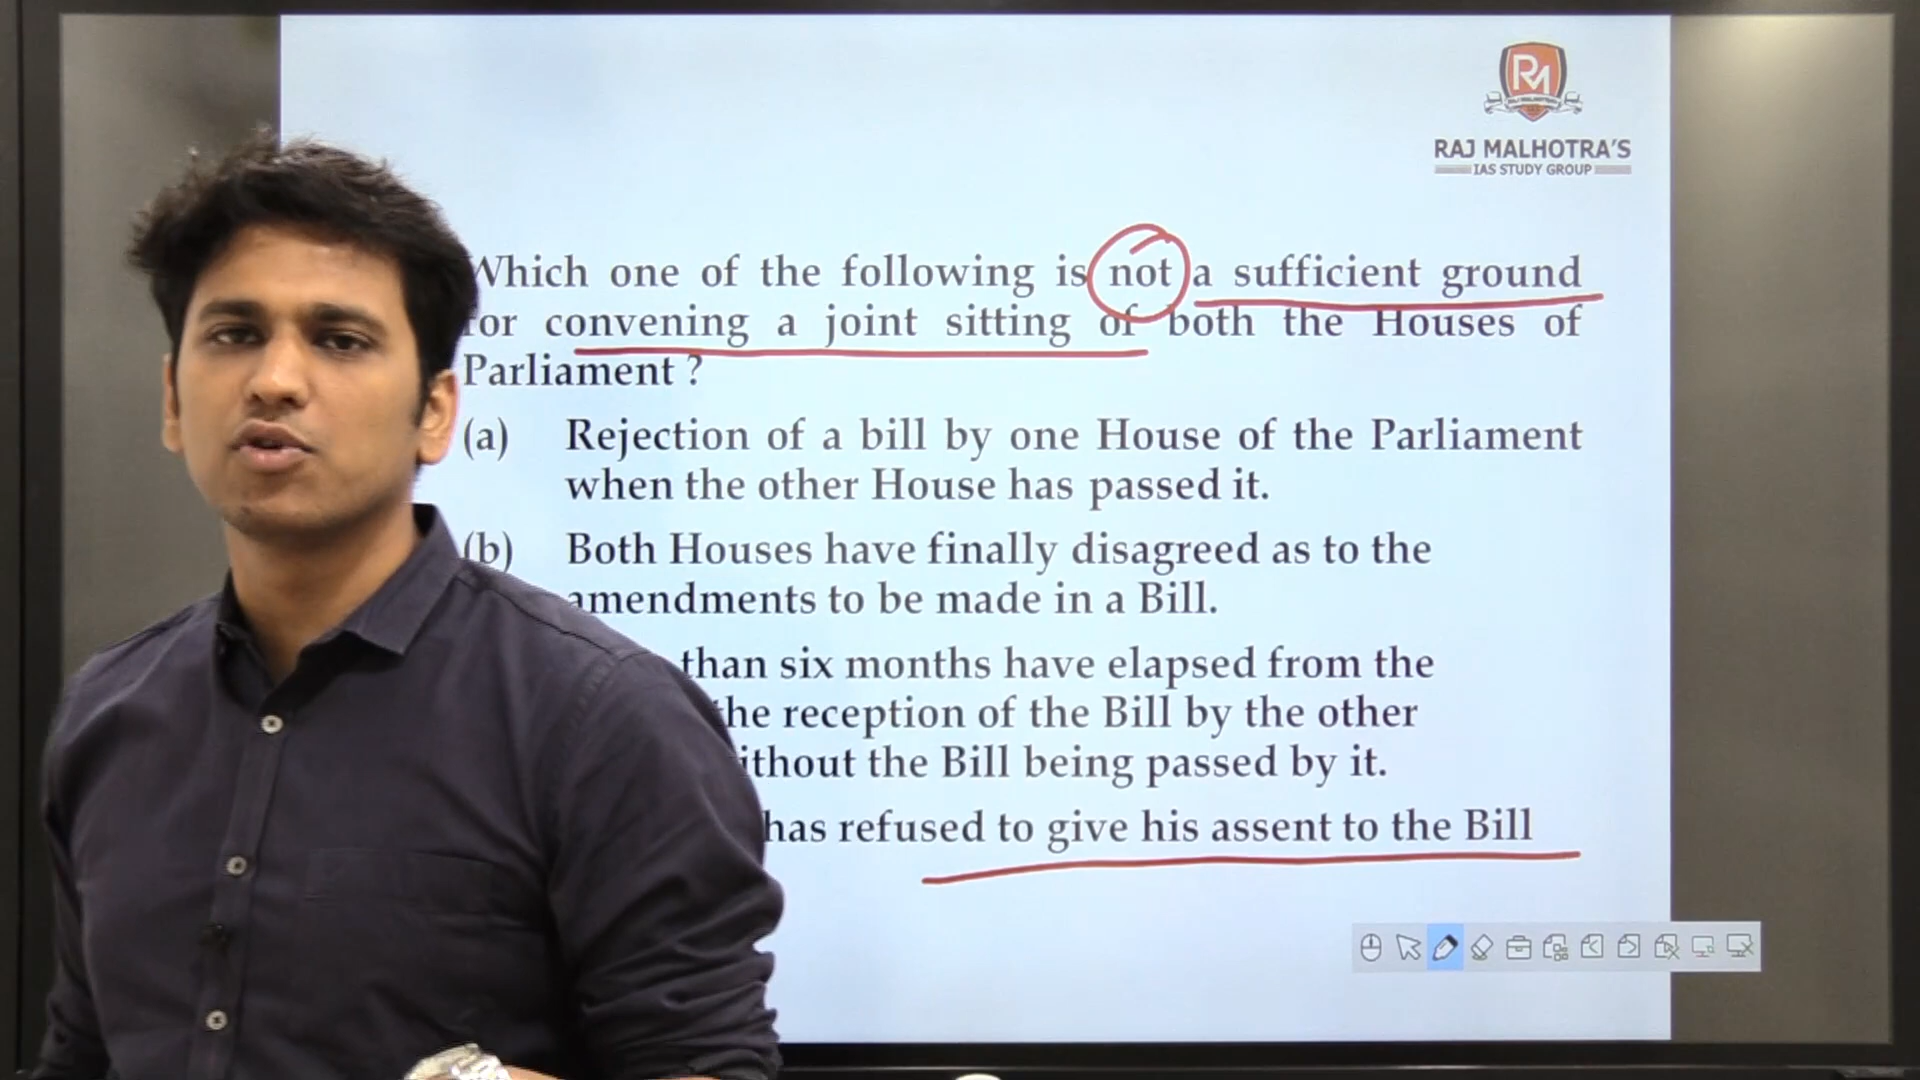 RM
RAJ MALHOTRA'S
IAS STUDY GROUP
Which one of the following is not a sufficient ground
for convening a joint sitting of both the Houses of
Parliament ?
(a) Rejection of a bill by one House of the Parliament
when the other House has passed it.
(b) Both Houses have finally disagreed as to the
amendments to be made in a Bill.
than six months have elapsed from the
the reception of the Bill by the other
without the Bill being passed by it.
has refused to give his assent to the Bill